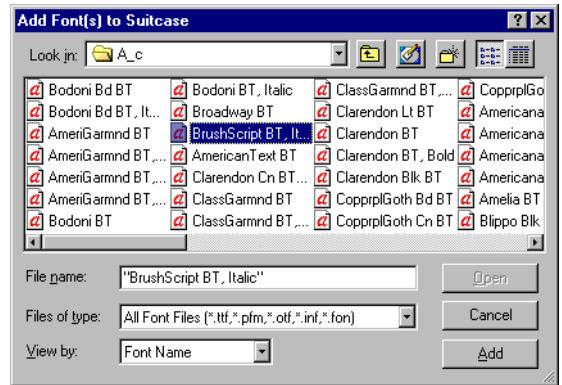 Add Font(s) to Suitcase
Look in: A_c
Bodoni Bd BT Bodoni BT, Italic ClassGarmnd BT,... CopprplGo
Bodoni Bd BT, It... Broadway BT Clarendon Lt BT Americana
AmeriGarmnd BT BrushScript BT, It... Clarendon BT Americana
AmeriGarmnd BT,... AmericanText BT Clarendon BT, Bold Americana
AmeriGarmnd BT,... Clarendon Cn BT... Clarendon Blk BT Americana
AmeriGarmnd BT,... ClassGarmnd BT CopprplGoth Bd BT Amelia BT
Bodoni BT ClassGarmnd BT,... CopprplGoth Cn BT Blippo Blk
File name: "BrushScript BT, Italic" Open
Files of type: All Font Files (*.ttf,*.pfm,*.otf,*.inf,*.fon) Cancel
View by: Font Name Add